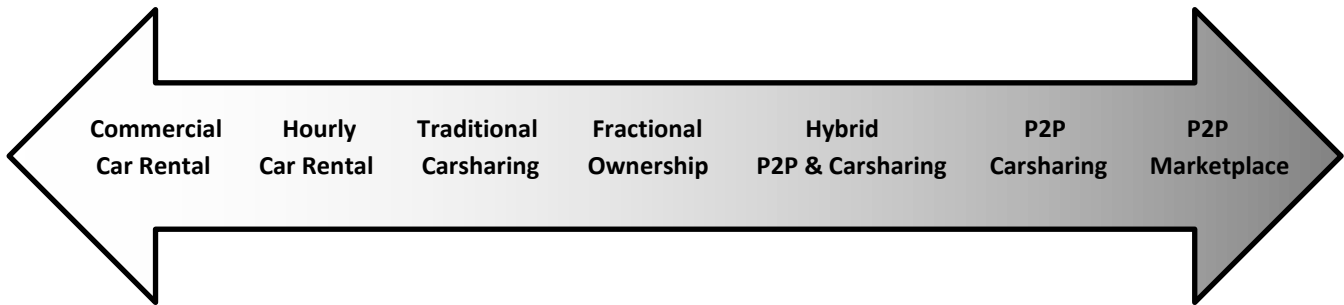 Commercial
Car Rental
Hourly
Car Rental
Traditional
Carsharing
Fractional
Ownership
Hybrid
P2P & Carsharing
P2P
Carsharing
P2P
Marketplace